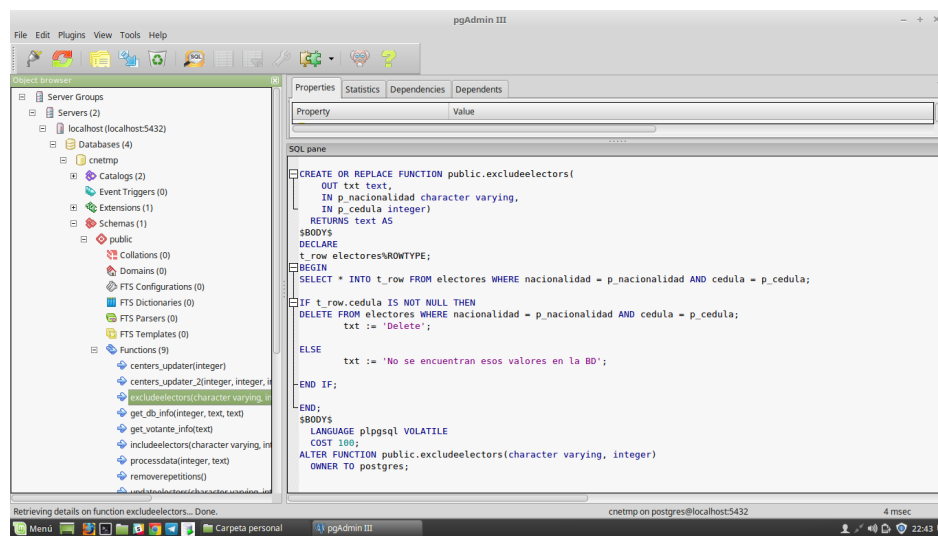 pgAdmin III
File Edit Plugins View Tools Help
SQL
Object browser
Server Groups
Servers (2)
localhost (localhost:5432)
Databases (4)
cnetmp
Catalogs (2)
Event Triggers (0)
Extensions (1)
Schemas (1)
public
Collations (0)
Domains (0)
FTS Configurations (0)
FTS Dictionaries (0)
FTS Parsers (0)
FTS Templates (0)
Functions (9)
centers_updater(integer)
centers_updater_2(integer, integer, i
excludeelectors(character varying, in
get_db_info(integer, text, text)
get_votante_info(text)
includeelectors(character varying, int
processdata(integer, text)
removerepetitions()
updateelectors(character varying, int
Properties Statistics Dependencies Dependents
Property Value
SQL pane
CREATE OR REPLACE FUNCTION public.excludeelectors(
OUT txt text,
IN p_nacionalidad character varying,
IN p_cedula integer)
RETURNS text AS
$BODY$
DECLARE
t_row electores%ROWTYPE;
BEGIN
SELECT * INTO t_row FROM electores WHERE nacionalidad = p_nacionalidad AND cedula = p_cedula;
IF t_row.cedula IS NOT NULL THEN
DELETE FROM electores WHERE nacionalidad = p_nacionalidad AND cedula = p_cedula;
txt := 'Delete';
ELSE
txt := 'No se encuentran esos valores en la BD';
END IF;
END;
$BODY$
LANGUAGE plpgsql VOLATILE
COST 100;
ALTER FUNCTION public.excludeelectors(character varying, integer)
OWNER TO postgres;
Retrieving details on function excludeelectors... Done.
cnetmp on postgres@localhost:5432
4 msec
Menú
Carpeta personal
pgAdmin III
22:43